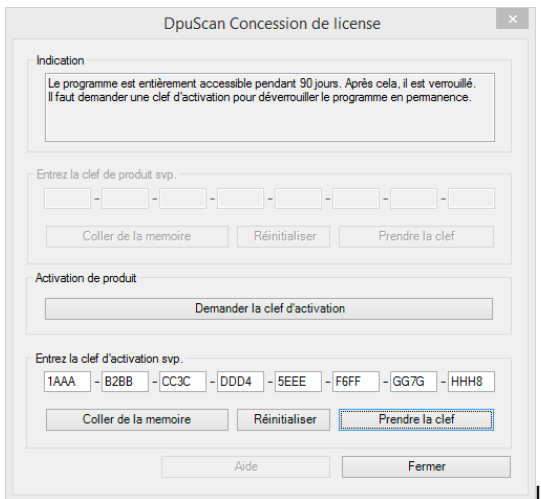 DpuScan Concession de license
Indication
Le programme est entièrement accessible pendant 90 jours. Après cela, il est verrouillé.
Il faut demander une clef d'activation pour déverrouiller le programme en permanence.
Entrez la clef de produit svp.
- - - - - - -
Coller de la memoire Réinitialiser Prendre la clef
Activation de produit
Demander la clef d'activation
Entrez la clef d'activation svp.
1AAA - B2BB - CC3C - DDD4 - 5EEE - F6FF - GG7G - HHH8
Coller de la memoire Réinitialiser Prendre la clef
Aide Fermer